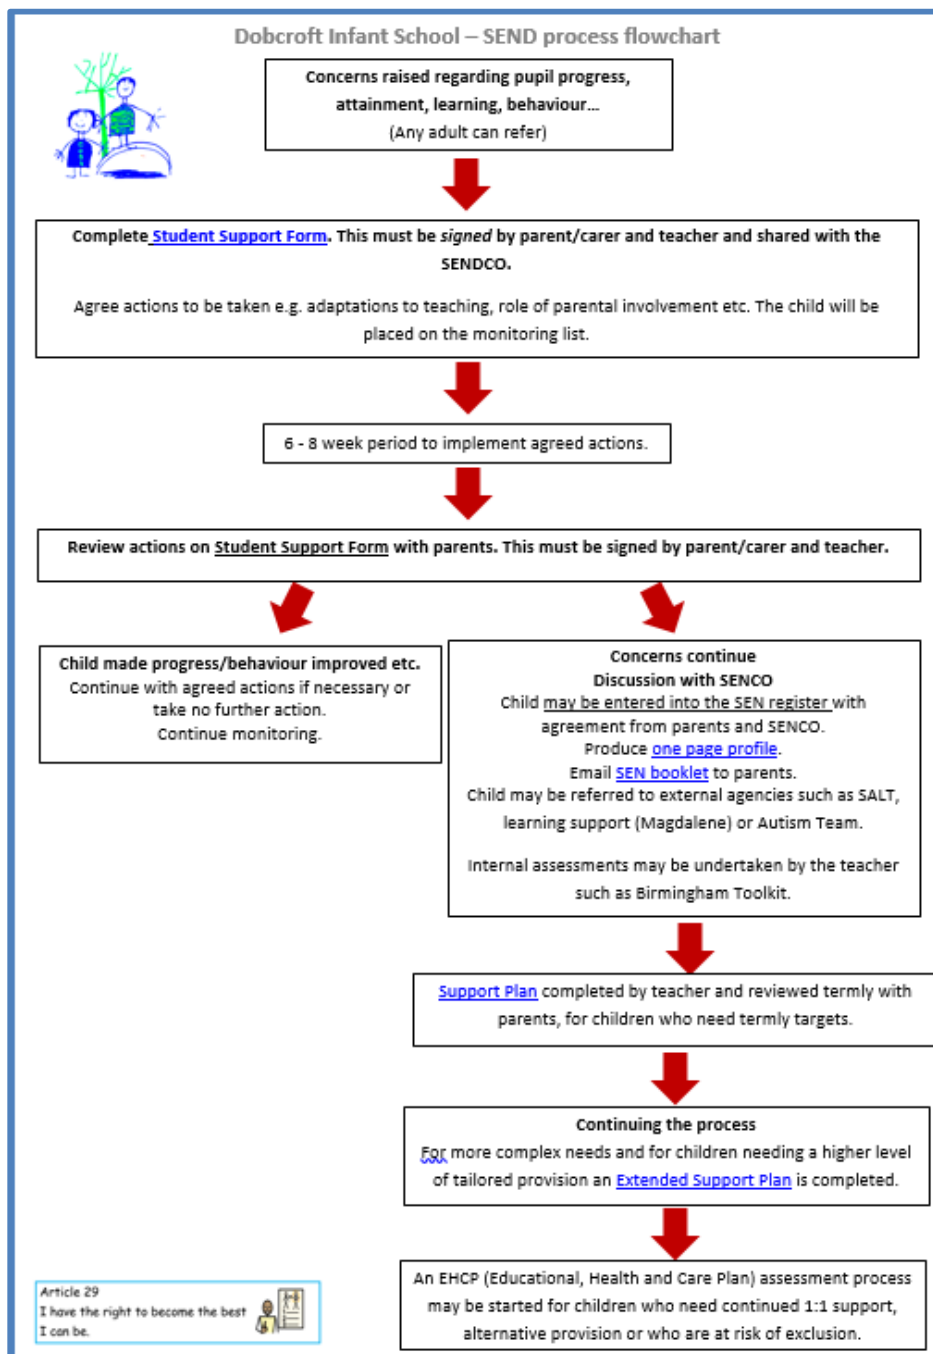 Dobcroft Infant School – SEND process flowchart
Concerns raised regarding pupil progress,
attainment, learning, behaviour...
(Any adult can refer)
Complete Student Support Form. This must be signed by parent/carer and teacher and shared with the
SENDCO.
Agree actions to be taken e.g. adaptations to teaching, role of parental involvement etc. The child will be
placed on the monitoring list.
6 - 8 week period to implement agreed actions.
Review actions on Student Support Form with parents. This must be signed by parent/carer and teacher.
Child made progress/behaviour improved etc.
Continue with agreed actions if necessary or
take no further action.
Continue monitoring.
Concerns continue
Discussion with SENCO
Child may be entered into the SEN register with
agreement from parents and SENCO.
Produce one page profile.
Email SEN booklet to parents.
Child may be referred to external agencies such as SALT,
learning support (Magdalene) or Autism Team.
Internal assessments may be undertaken by the teacher
such as Birmingham Toolkit.
Support Plan completed by teacher and reviewed termly with
parents, for children who need termly targets.
Continuing the process
For more complex needs and for children needing a higher level
of tailored provision an Extended Support Plan is completed.
An EHCP (Educational, Health and Care Plan) assessment process
may be started for children who need continued 1:1 support,
alternative provision or who are at risk of exclusion.
Article 29
I have the right to become the best
I can be.